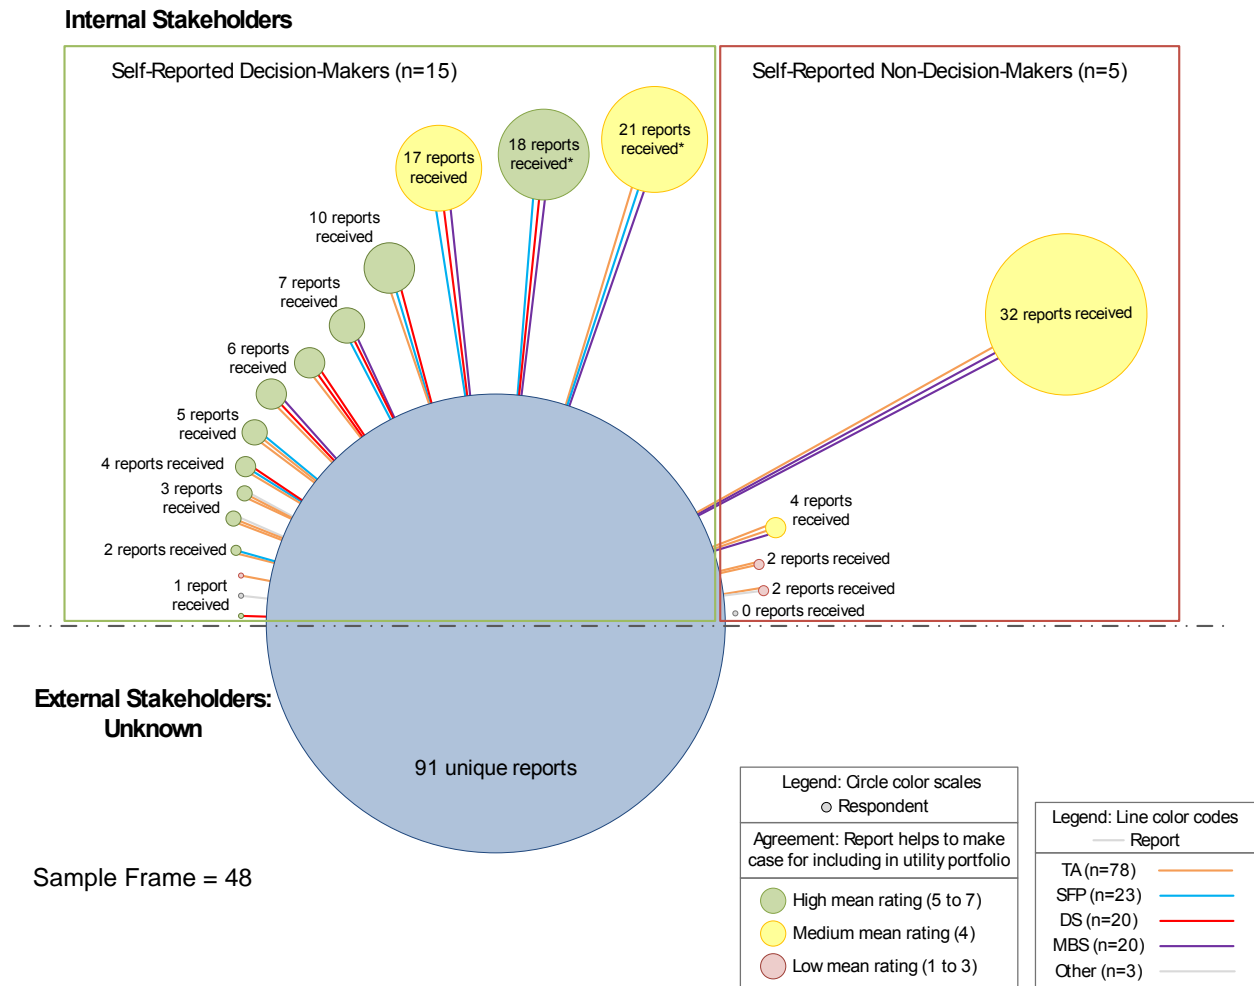 Internal Stakeholders
Self-Reported Decision-Makers (n=15)
Self-Reported Non-Decision-Makers (n=5)
21 reports
received*
18 reports
received*
17 reports
received
10 reports
received
7 reports
received
6 reports
received
5 reports
received
4 reports received
3 reports
received
2 reports received
1 report
received
32 reports received
4 reports
received
2 reports received
2 reports received
0 reports received
External Stakeholders:
Unknown
91 unique reports
Sample Frame = 48
Legend: Circle color scales
Respondent
Agreement: Report helps to make
case for including in utility portfolio
High mean rating (5 to 7)
Medium mean rating (4)
Low mean rating (1 to 3)
Legend: Line color codes
Report
TA (n=78)
SFP (n=23)
DS (n=20)
MBS (n=20)
Other (n=3)